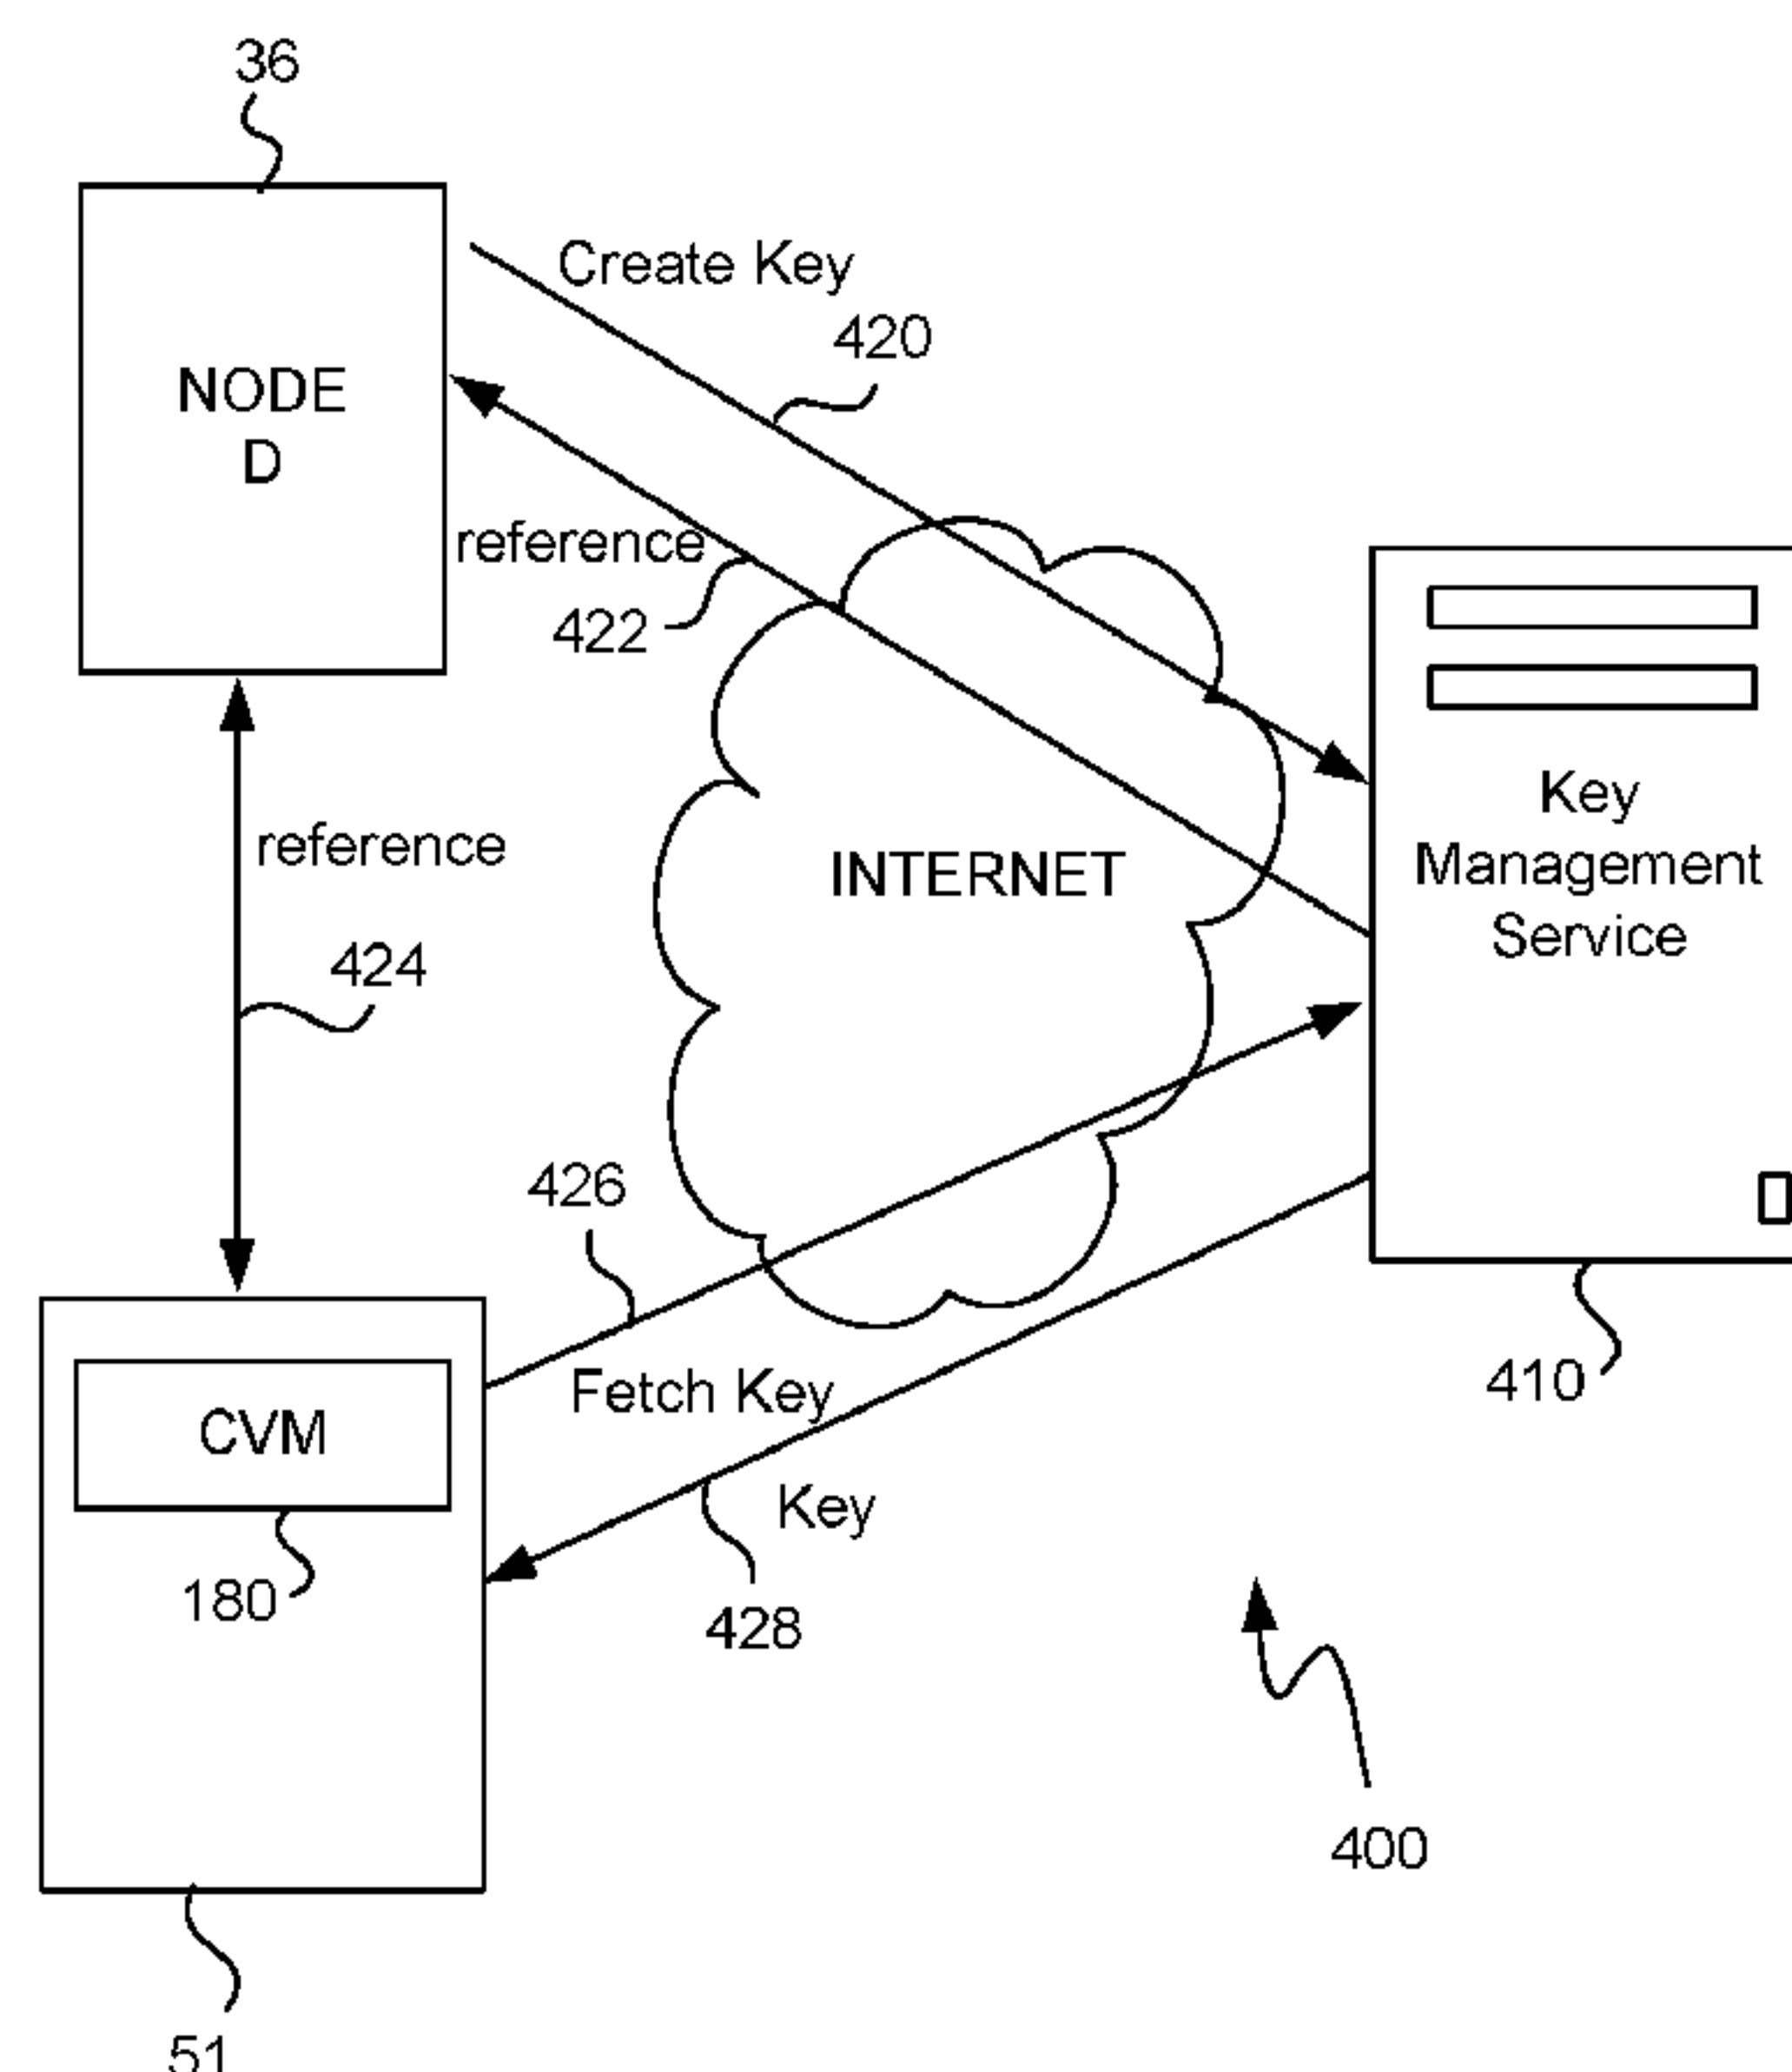 36
Create Key
420
NODE
D
reference
422
Key
Management
Service
INTERNET
reference
424
426
Fetch Key
410
CVM
Key
180
428
400
51